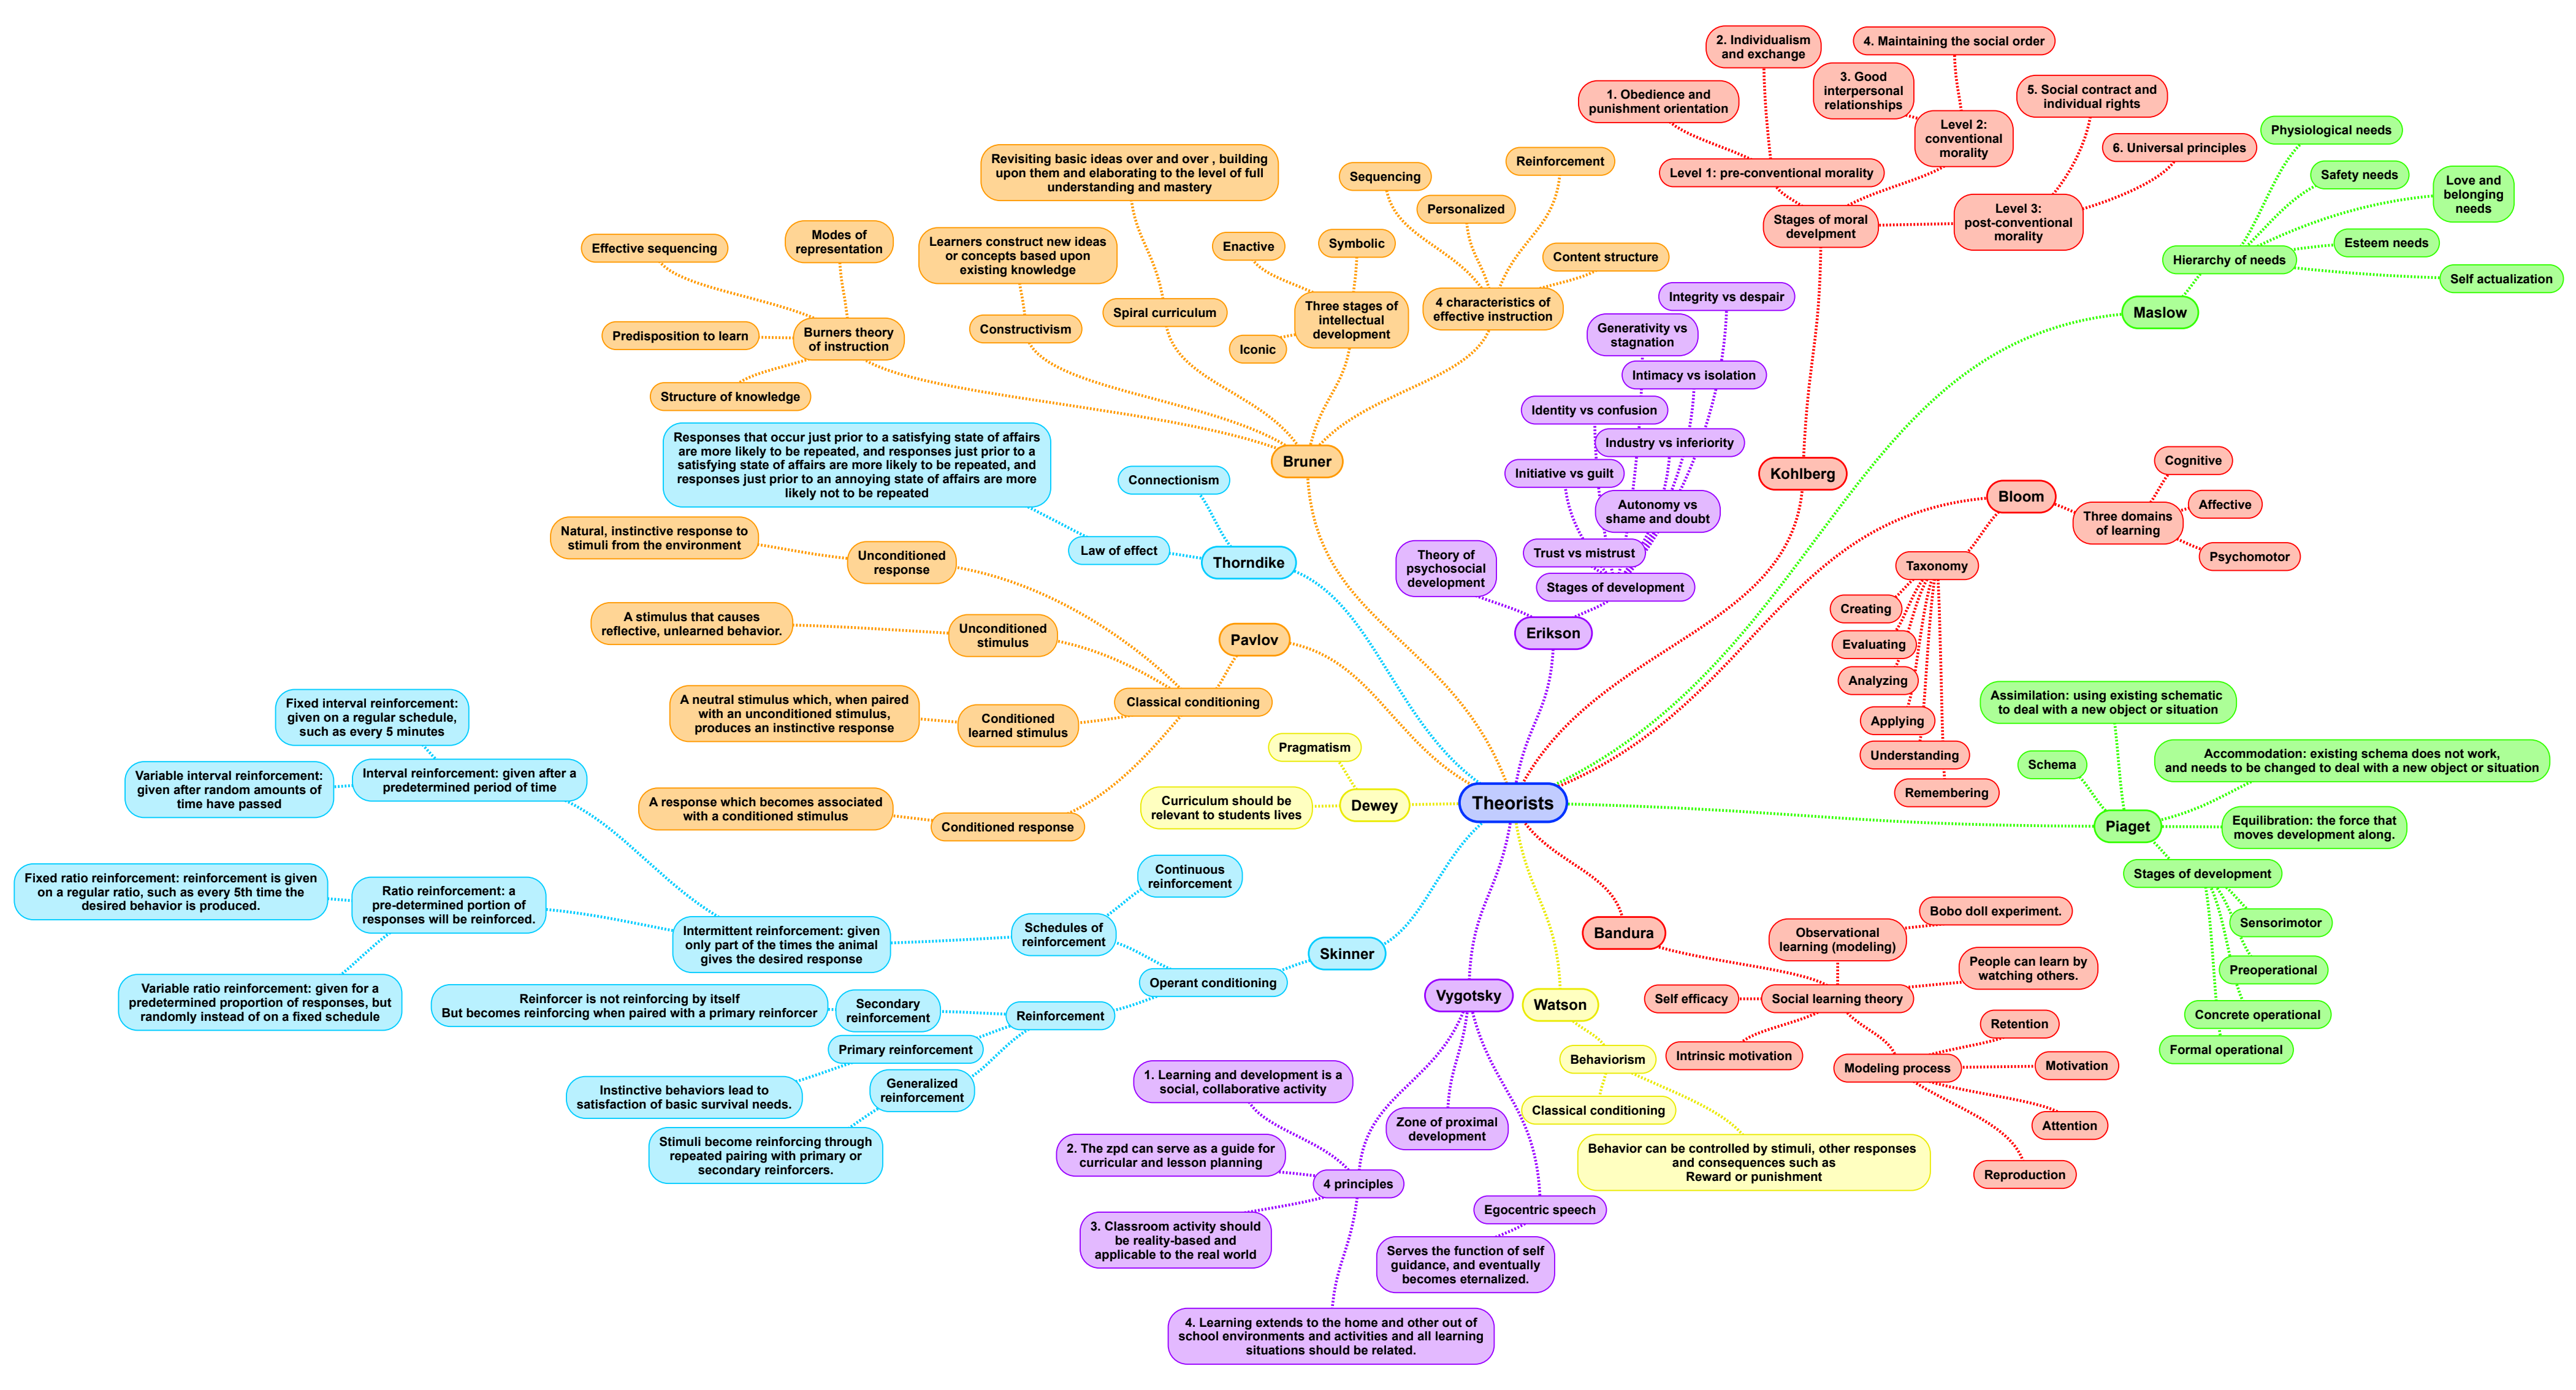 Theorists
Bruner
Burners theory
of instruction
Effective sequencing
Modes of
representation
Predisposition to learn
Structure of knowledge
Constructivism
Learners construct new ideas
or concepts based upon
existing knowledge
Spiral curriculum
Revisiting basic ideas over and over , building
upon them and elaborating to the level of full
understanding and mastery
Three stages of
intellectual
development
Enactive
Symbolic
Iconic
4 characteristics of
effective instruction
Sequencing
Personalized
Reinforcement
Content structure
Thorndike
Connectionism
Law of effect
Responses that occur just prior to a satisfying state of affairs
are more likely to be repeated, and responses just prior to a
satisfying state of affairs are more likely to be repeated, and
responses just prior to an annoying state of affairs are more
likely not to be repeated
Pavlov
Classical conditioning
Unconditioned
response
Natural, instinctive response to
stimuli from the environment
Unconditioned
stimulus
A stimulus that causes
reflective, unlearned behavior.
Conditioned
learned stimulus
A neutral stimulus which, when paired
with an unconditioned stimulus,
produces an instinctive response
Conditioned response
A response which becomes associated
with a conditioned stimulus
Dewey
Pragmatism
Curriculum should be
relevant to students lives
Skinner
Operant conditioning
Schedules of
reinforcement
Continuous
reinforcement
Intermittent reinforcement: given
only part of the times the animal
gives the desired response
Interval reinforcement: given after a
predetermined period of time
Fixed interval reinforcement:
given on a regular schedule,
such as every 5 minutes
Variable interval reinforcement:
given after random amounts of
time have passed
Ratio reinforcement: a
pre-determined portion of
responses will be reinforced.
Fixed ratio reinforcement: reinforcement is given
on a regular ratio, such as every 5th time the
desired behavior is produced.
Variable ratio reinforcement: given for a
predetermined proportion of responses, but
randomly instead of on a fixed schedule
Reinforcement
Secondary
reinforcement
Reinforcer is not reinforcing by itself
But becomes reinforcing when paired with a primary reinforcer
Primary reinforcement
Instinctive behaviors lead to
satisfaction of basic survival needs.
Generalized
reinforcement
Stimuli become reinforcing through
repeated pairing with primary or
secondary reinforcers.
Vygotsky
4 principles
1. Learning and development is a
social, collaborative activity
2. The zpd can serve as a guide for
curricular and lesson planning
3. Classroom activity should
be reality-based and
applicable to the real world
4. Learning extends to the home and other out of
school environments and activities and all learning
situations should be related.
Zone of proximal
development
Egocentric speech
Serves the function of self
guidance, and eventually
becomes eternalized.
Watson
Behaviorism
Classical conditioning
Behavior can be controlled by stimuli, other responses
and consequences such as
Reward or punishment
Bandura
Social learning theory
Observational
learning (modeling)
Bobo doll experiment.
People can learn by
watching others.
Self efficacy
Intrinsic motivation
Modeling process
Retention
Motivation
Attention
Reproduction
Piaget
Schema
Assimilation: using existing schematic
to deal with a new object or situation
Accommodation: existing schema does not work,
and needs to be changed to deal with a new object or situation
Equilibration: the force that
moves development along.
Stages of development
Sensorimotor
Preoperational
Concrete operational
Formal operational
Bloom
Three domains
of learning
Cognitive
Affective
Psychomotor
Taxonomy
Creating
Evaluating
Analyzing
Applying
Understanding
Remembering
Maslow
Hierarchy of needs
Physiological needs
Safety needs
Love and
belonging
needs
Esteem needs
Self actualization
Kohlberg
Stages of moral
develpment
Level 1: pre-conventional morality
1. Obedience and
punishment orientation
2. Individualism
and exchange
Level 2:
conventional
morality
3. Good
interpersonal
relationships
4. Maintaining the social order
Level 3:
post-conventional
morality
5. Social contract and
individual rights
6. Universal principles
Erikson
Theory of
psychosocial
development
Stages of development
Trust vs mistrust
Autonomy vs
shame and doubt
Initiative vs guilt
Industry vs inferiority
Identity vs confusion
Intimacy vs isolation
Generativity vs
stagnation
Integrity vs despair